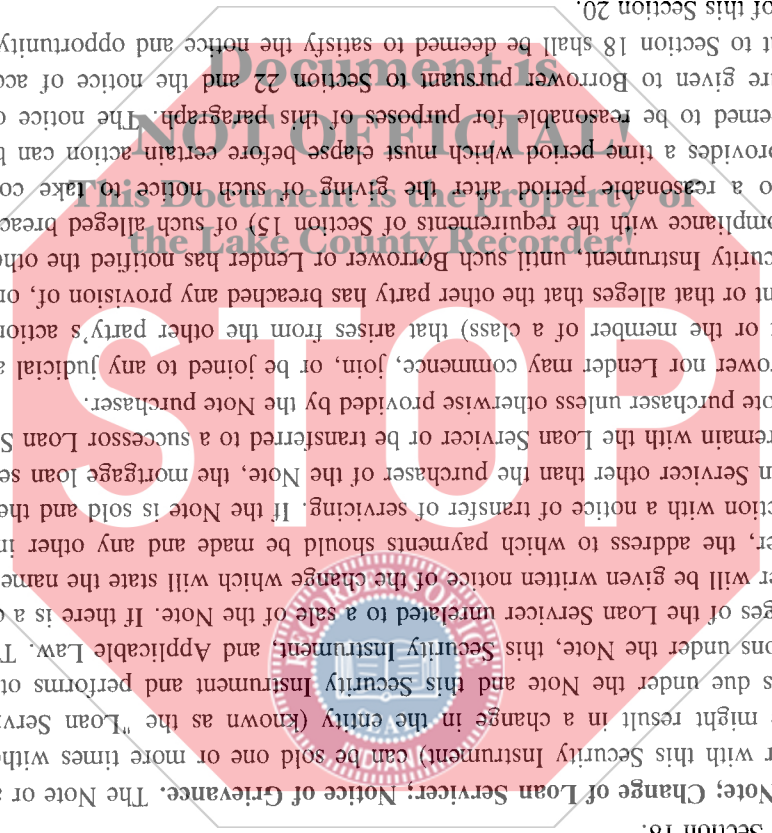 Section 18.
Note; Change of Loan Servicer; Notice of Grievance. The Note or a
r with this Security Instrument) can be sold one or more times with
might result in a change in the entity (known as the "Loan Servi
s due under the Note and this Security Instrument and performs ot
ons under the Note, this Security Instrument, and Applicable Law. T
ges of the Loan Servicer unrelated to a sale of the Note. If there is a c
er will be given written notice of the change which will state the name
er, the address to which payments should be made and any other in
ction with a notice of transfer of servicing. If the Note is sold and the
n Servicer other than the purchaser of the Note, the mortgage loan se
remain with the Loan Servicer or be transferred to a successor Loan S
ote purchaser unless otherwise provided by the Note purchaser.
rower nor Lender may commence, join, or be joined to any judicial a
or the member of a class) that arises from the other party's action
nt or that alleges that the other party has breached any provision of, or
curity Instrument, until such Borrower or Lender has notified the othe
ompliance with the requirements of Section 15) of such alleged breac
o a reasonable period after the giving of such notice to take co
provides a time period which must elapse before certain action can b
emed to be reasonable for purposes of this paragraph. The notice o
re given to Borrower pursuant to Section 22 and the notice of acc
t to Section 18 shall be deemed to satisfy the notice and opportunity
of this Section 20.
Document is
NOT OFFICIAL!
This Document is the property of
the Lake County Recorder!
STOP